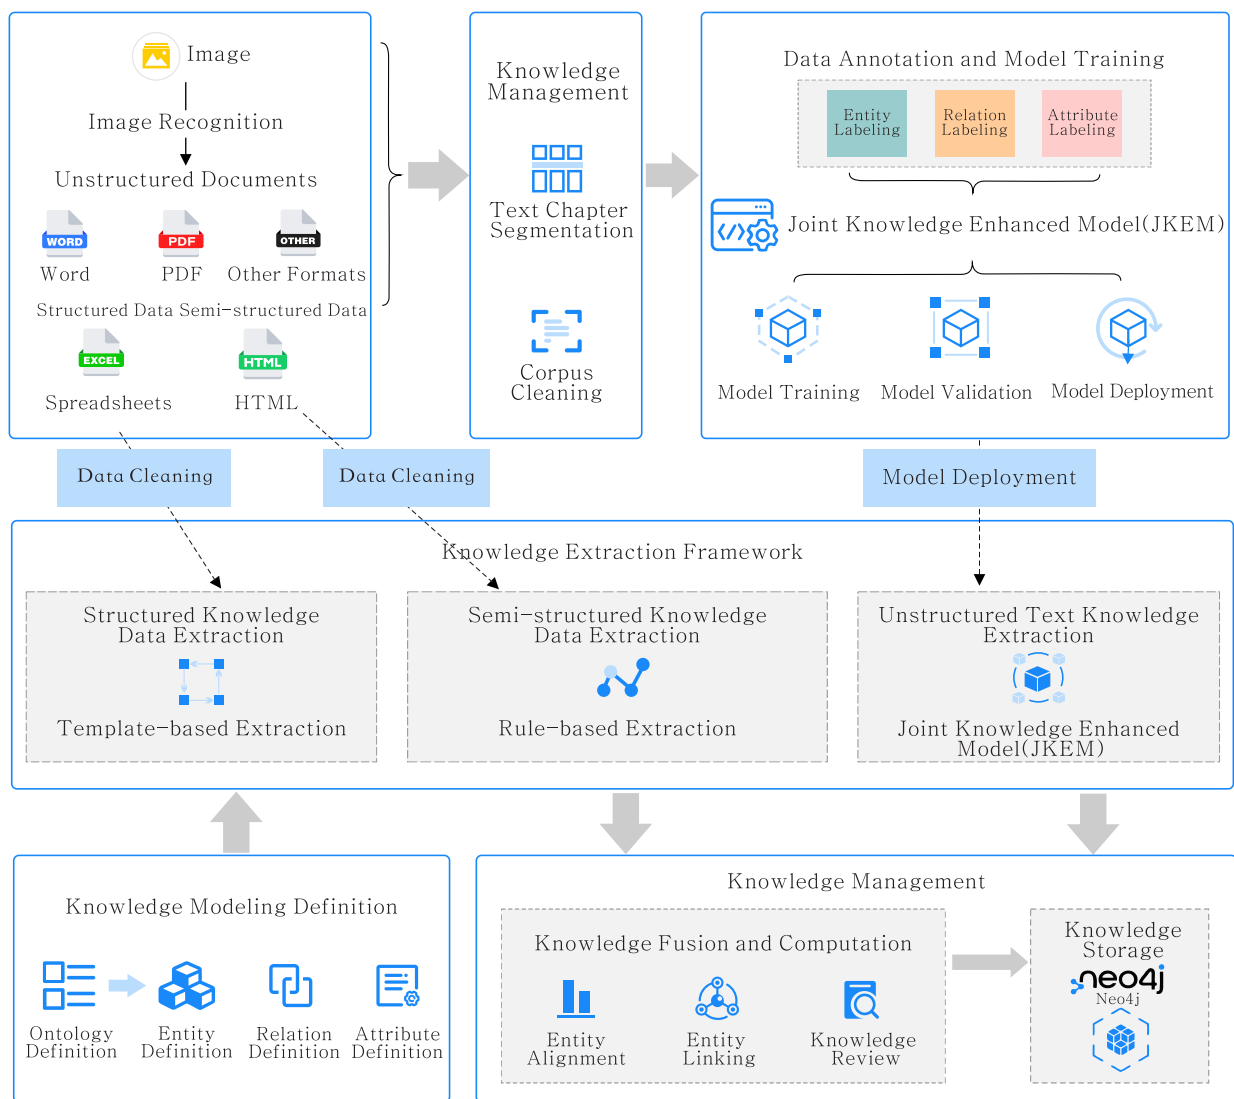 Image
Image Recognition
Unstructured Documents
WORD
PDF
OTHER
Word
PDF
Other Formats
Structured Data Semi-structured Data
EXCEL
HTML
Spreadsheets
HTML
Knowledge
Management
Text Chapter
Segmentation
Corpus
Cleaning
Data Annotation and Model Training
Entity
Labeling
Relation
Labeling
Attribute
Labeling
Joint Knowledge Enhanced Model(JKEM)
Model Training
Model Validation
Model Deployment
Data Cleaning
Data Cleaning
Model Deployment
Knowledge Extraction Framework
Structured Knowledge
Data Extraction
Template-based Extraction
Semi-structured Knowledge
Data Extraction
Rule-based Extraction
Unstructured Text Knowledge
Extraction
Joint Knowledge Enhanced
Model(JKEM)
Knowledge Modeling Definition
Ontology
Definition
Entity
Definition
Relation
Definition
Attribute
Definition
Knowledge Management
Knowledge Fusion and Computation
Entity
Alignment
Entity
Linking
Knowledge
Review
Knowledge
Storage
neo4j
Neo4j